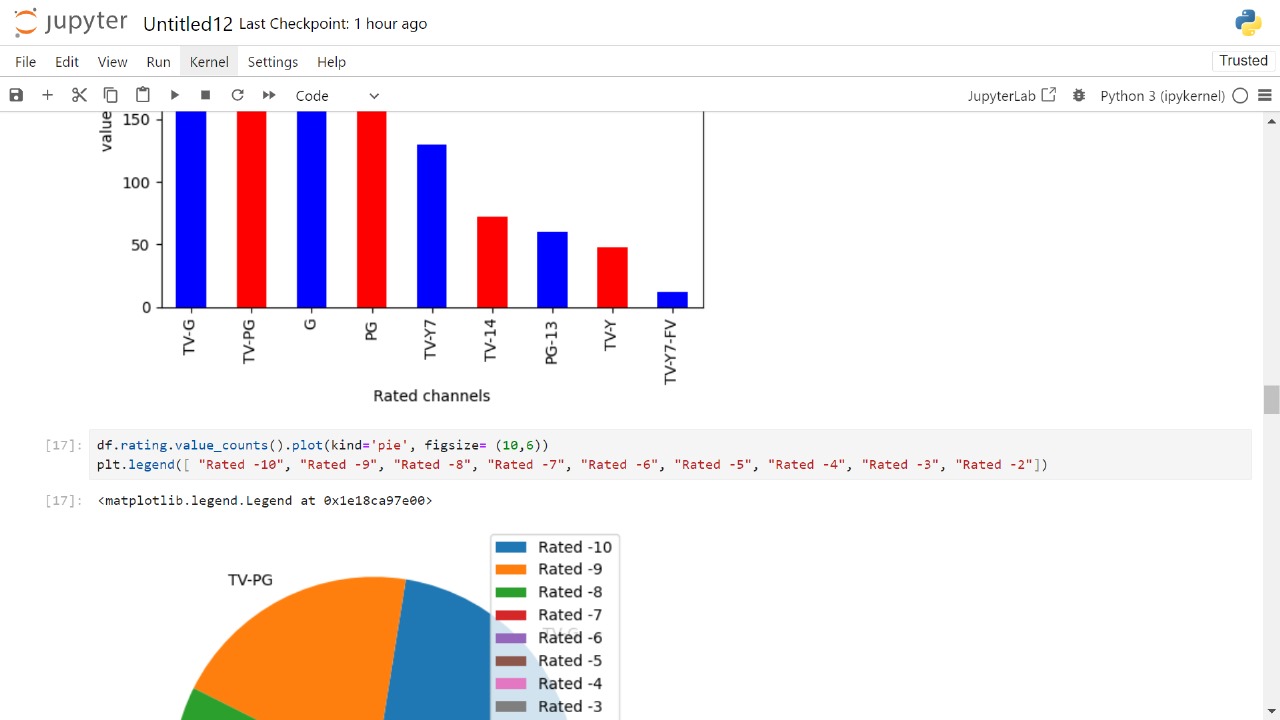 jupyter Untitled12 Last Checkpoint: 1 hour ago
File Edit View Run Kernel Settings Help Trusted
Code JupyterLab Python 3 (ipykernel)
value
150
100
50
0
TV-G TV-PG G PG TV-Y7 TV-14 PG-13 TV-Y TV-Y7-FV
Rated channels
[17]: df.rating.value_counts().plot(kind='pie', figsize= (10,6))
plt.legend([ "Rated -10", "Rated -9", "Rated -8", "Rated -7", "Rated -6", "Rated -5", "Rated -4", "Rated -3", "Rated -2"])
[17]: <matplotlib.legend.Legend at 0x1e18ca97e00>
Rated -10
Rated -9
TV-PG
Rated -8
Rated -7
TV-G
Rated -6
Rated -5
Rated -4
Rated -3